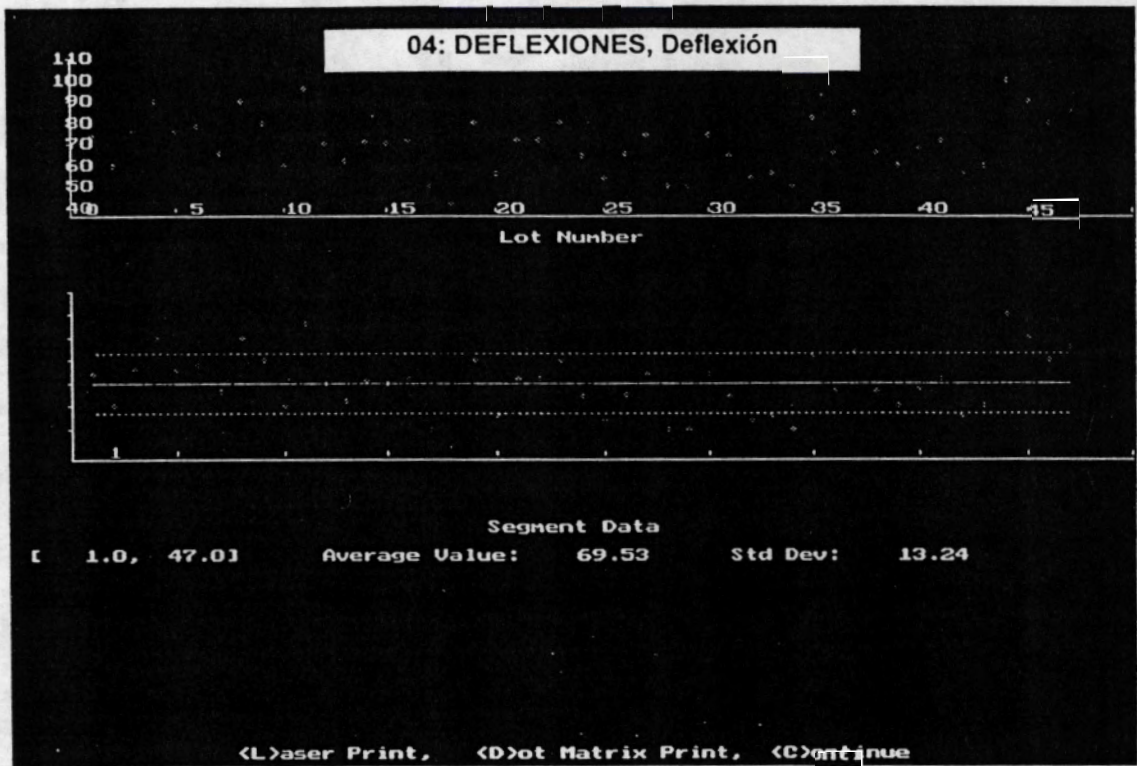 04: DEFLEXIONES, Deflexión
110
100
90
80
70
60
50
40
0 5 10 15 20 25 30 35 40 45
Lot Number
1
Segment Data
[ 1.0, 47.0] Average Value: 69.53 Std Dev: 13.24
<L>aser Print, <D>ot Matrix Print, <C>ontinue